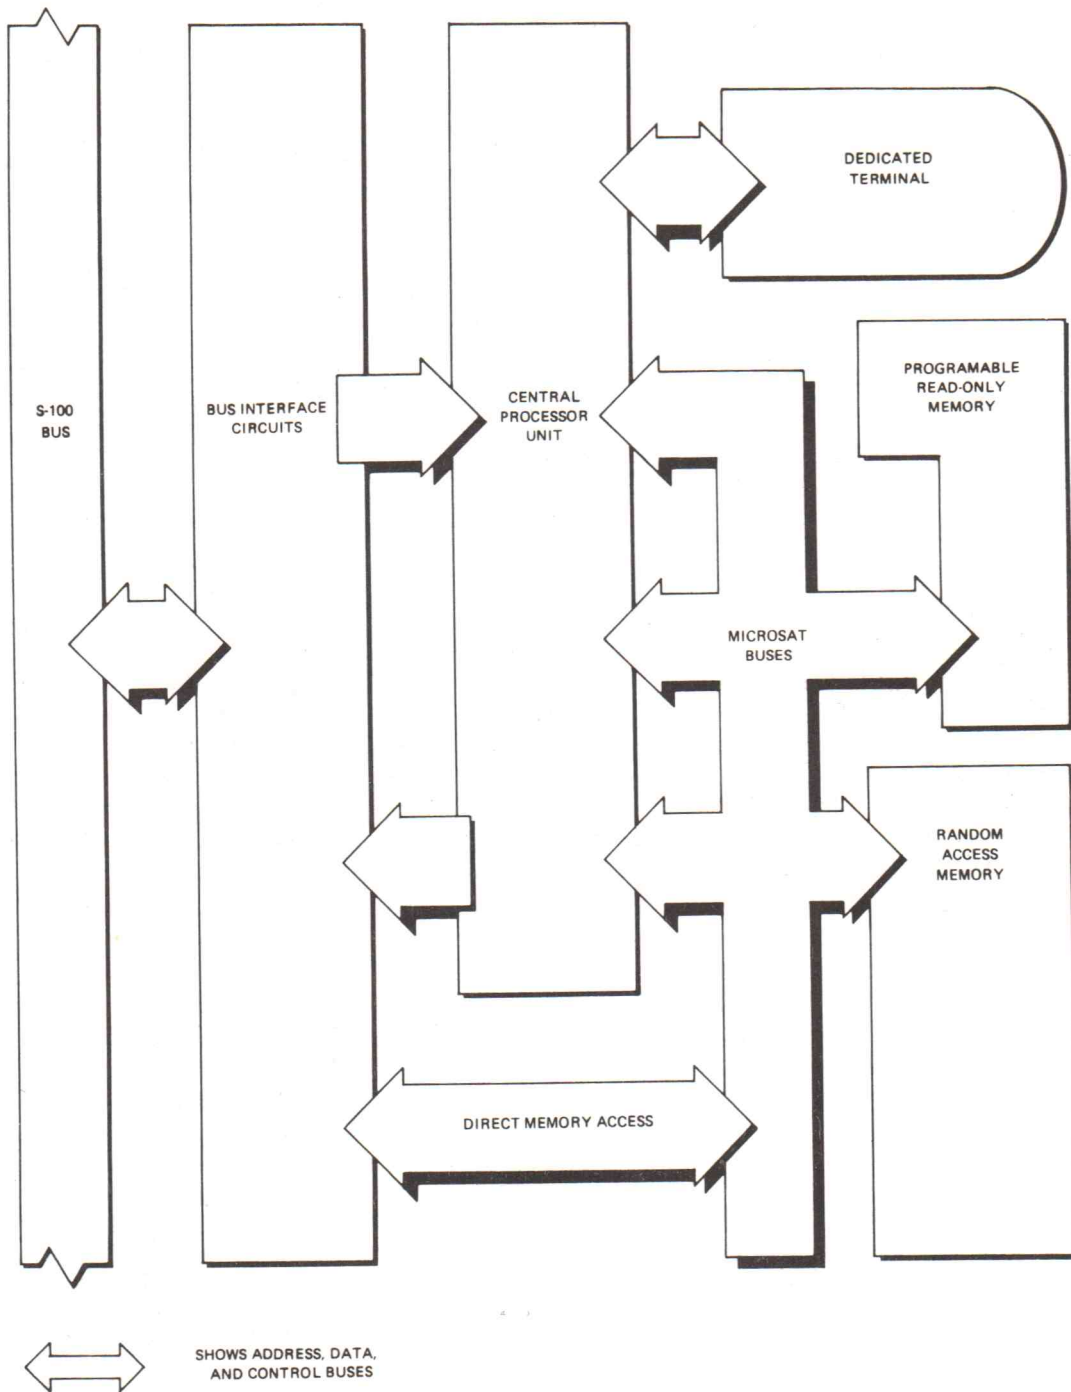 DEDICATED
TERMINAL
S-100
BUS
BUS INTERFACE
CIRCUITS
CENTRAL
PROCESSOR
UNIT
PROGRAMABLE
READ-ONLY
MEMORY
MICROSAT
BUSES
RANDOM
ACCESS
MEMORY
DIRECT MEMORY ACCESS
SHOWS ADDRESS, DATA,
AND CONTROL BUSES